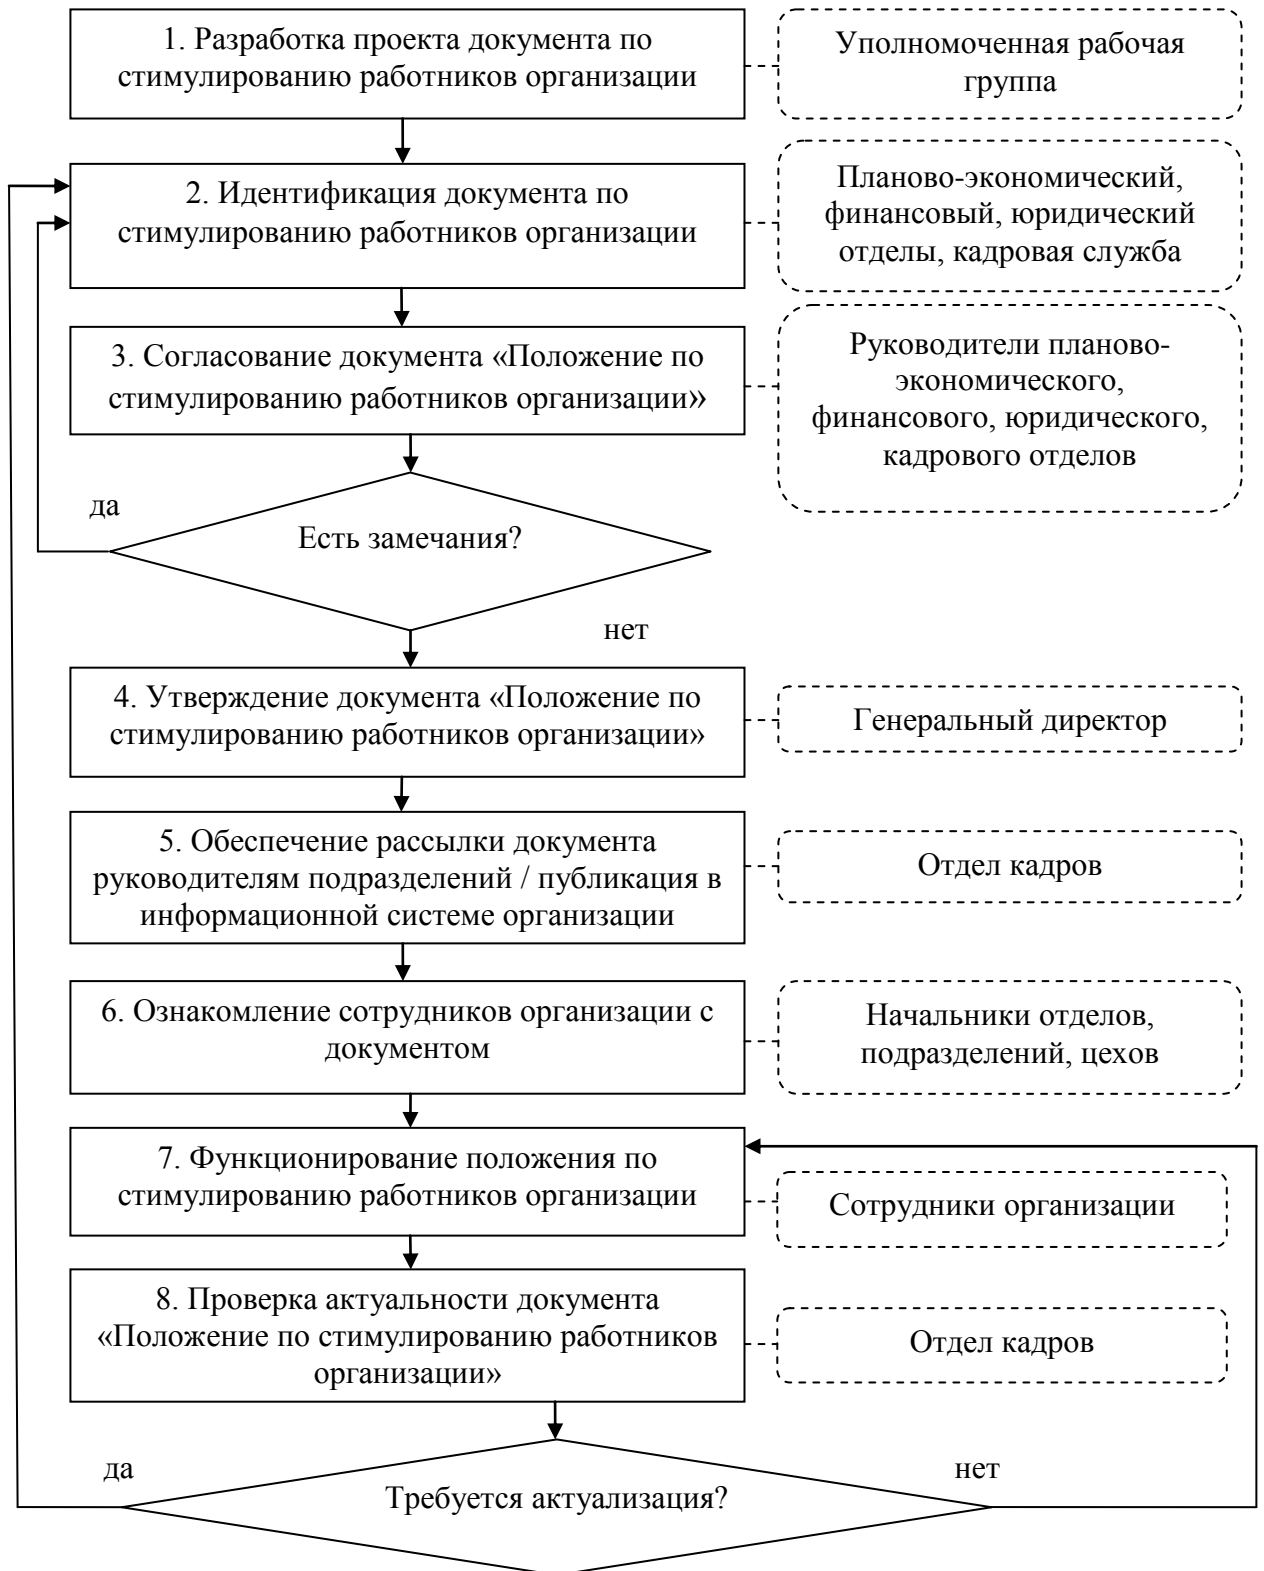 1. Разработка проекта документа по
стимулированию работников организации
Уполномоченная рабочая
группа
2. Идентификация документа по
стимулированию работников организации
Планово-экономический,
финансовый, юридический
отделы, кадровая служба
3. Согласование документа «Положение по
стимулированию работников организации»
Руководители планово-
экономического,
финансового, юридического,
кадрового отделов
да
Есть замечания?
нет
4. Утверждение документа «Положение по
стимулированию работников организации»
Генеральный директор
5. Обеспечение рассылки документа
руководителям подразделений / публикация в
информационной системе организации
Отдел кадров
6. Ознакомление сотрудников организации с
документом
Начальники отделов,
подразделений, цехов
7. Функционирование положения по
стимулированию работников организации
Сотрудники организации
8. Проверка актуальности документа
«Положение по стимулированию работников
организации»
Отдел кадров
да
нет
Требуется актуализация?